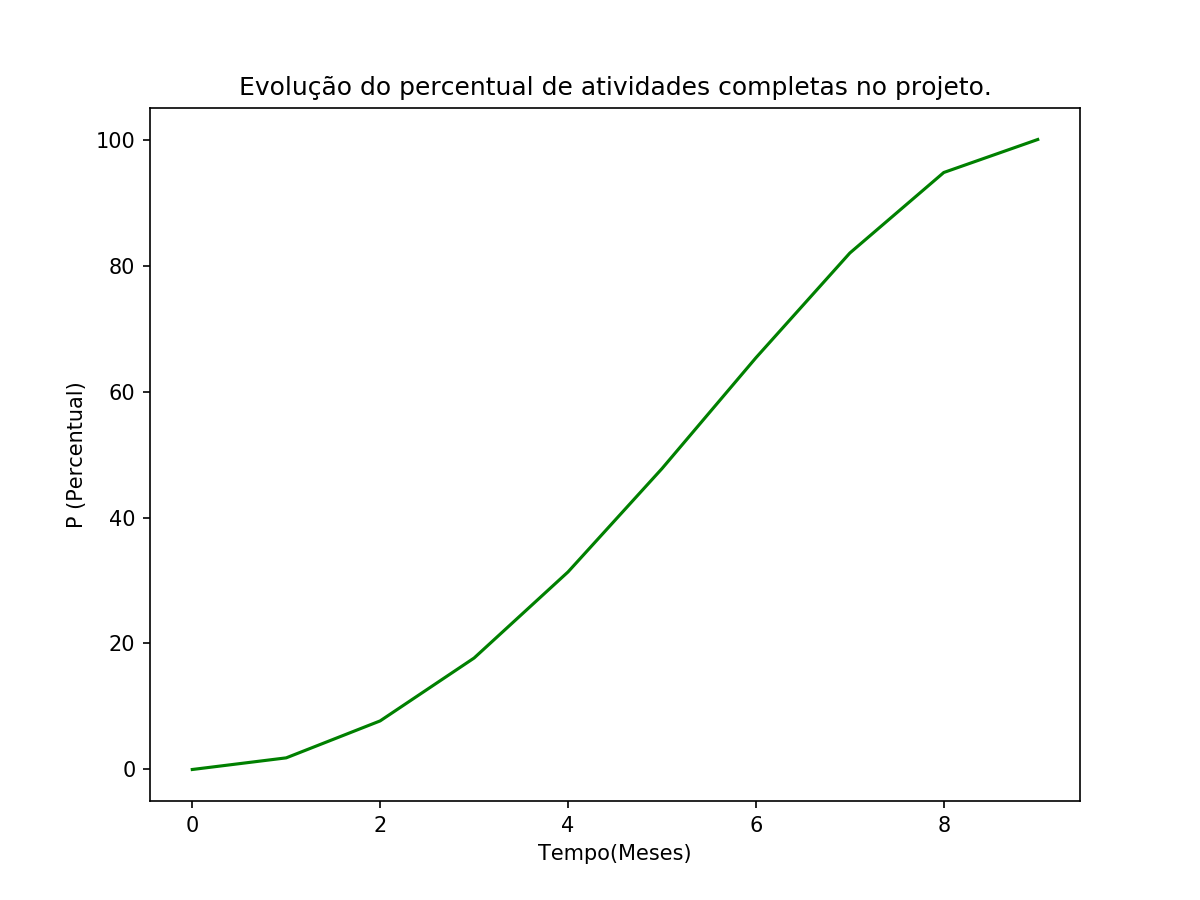 Evolução do percentual de atividades completas no projeto.
100
80
60
40
20
0
P (Percentual)
0 2 4 6 8
Tempo(Meses)